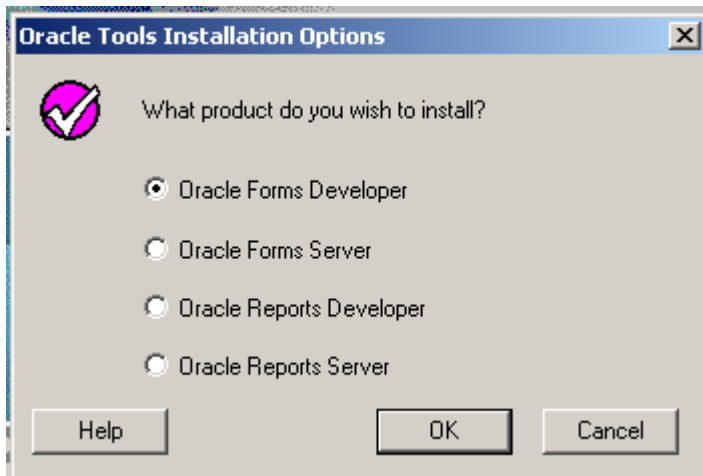 Oracle Tools Installation Options
What product do you wish to install?
Oracle Forms Developer
Oracle Forms Server
Oracle Reports Developer
Oracle Reports Server
Help OK Cancel